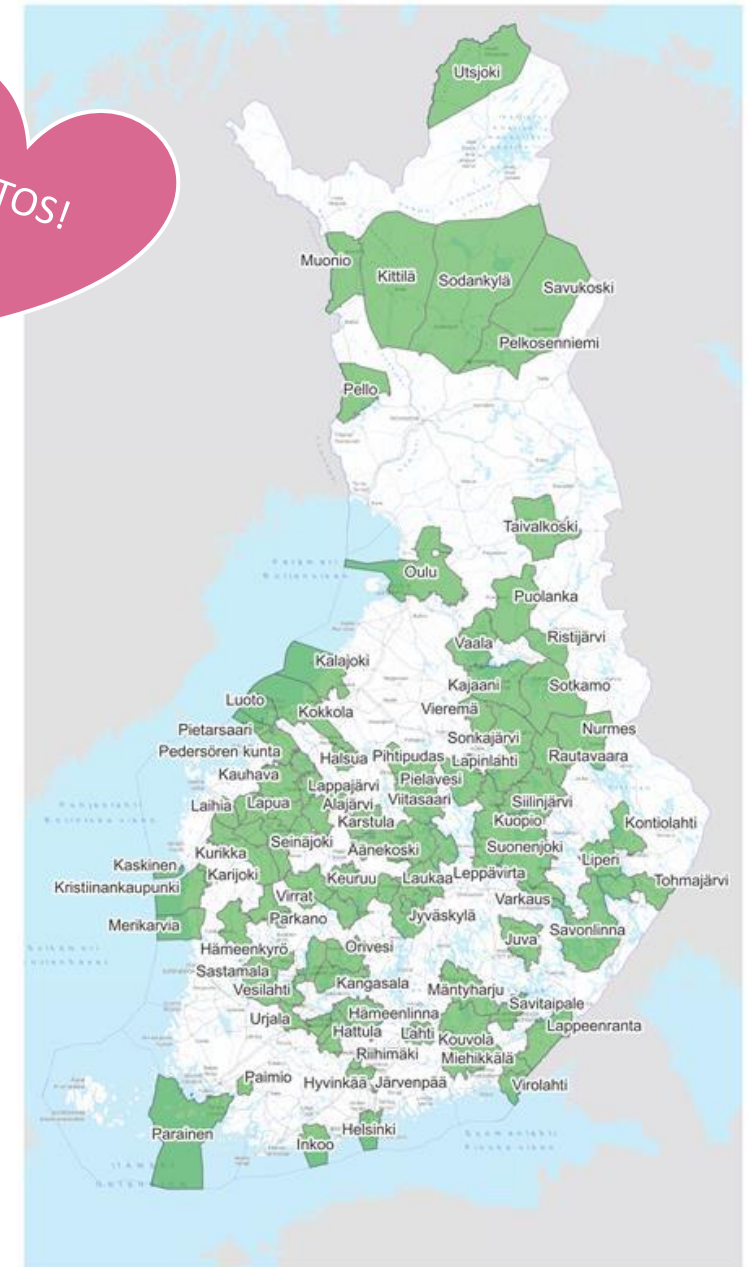 TOS!
Utsjoki
Muonio
Kittilä
Sodankylä
Savukoski
Pelkosenniemi
Pello
Taivalkoski
Oulu
Puolanka
Vaala
Ristijärvi
Kalajoki
Kajaani
Sotkamo
Luoto
Kokkola
Vieremä
Pietarsaari
Sonkajärvi
Nurmes
Pedersören kunta
Halsua
Pihtipudas
Lapinlahti
Rautavaara
Kauhava
Lappajärvi
Pielavesi
Laihia
Lapua
Alajärvi
Viitasaari
Siilinjärvi
Karstula
Kuopio
Kontiolahti
Seinäjoki
Äänekoski
Suonenjoki
Kurikka
Liperi
Kaskinen
Karijoki
Keuruu
Laukaa
Leppävirta
Tohmajärvi
Kristiinankaupunki
Virrat
Varkaus
Merikarvia
Parkano
Jyväskylä
Savonlinna
Hämeenkyrö
Orivesi
Juva
Sastamala
Vesilahti
Kangasala
Mäntyharju
Savitaipale
Urjala
Hämeenlinna
Lappeenranta
Hattula
Lahti
Kouvola
Riihimäki
Miehikkälä
Paimio
Hyvinkää
Järvenpää
Virolahti
Parainen
Inkoo
Helsinki